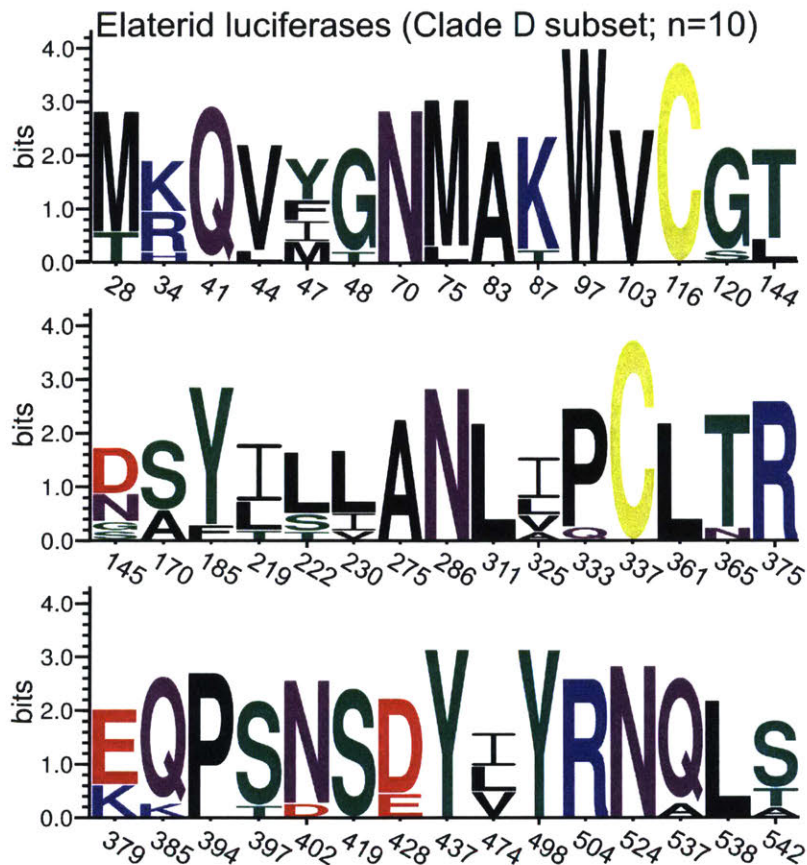 Elaterid luciferases (Clade D subset; n=10)
bits
4.0
3.0
2.0
1.0
0.0
M K Q V Y G N M A K W V C G T
T R L F T L T S L
H I
M
28 34 41 44 47 48 70 75 83 87 97 103 116 120 144
bits
4.0
3.0
2.0
1.0
0.0
D S Y I L L A N L I P C L T R
N A F L S I L Q N
G T T V V
S A
145 170 185 219 222 230 275 286 311 325 333 337 361 365 375
bits
4.0
3.0
2.0
1.0
0.0
E Q P S N S D Y I Y R N Q L S
K K T D E L A T
V A
379 385 394 397 402 419 428 437 474 498 504 524 537 538 542